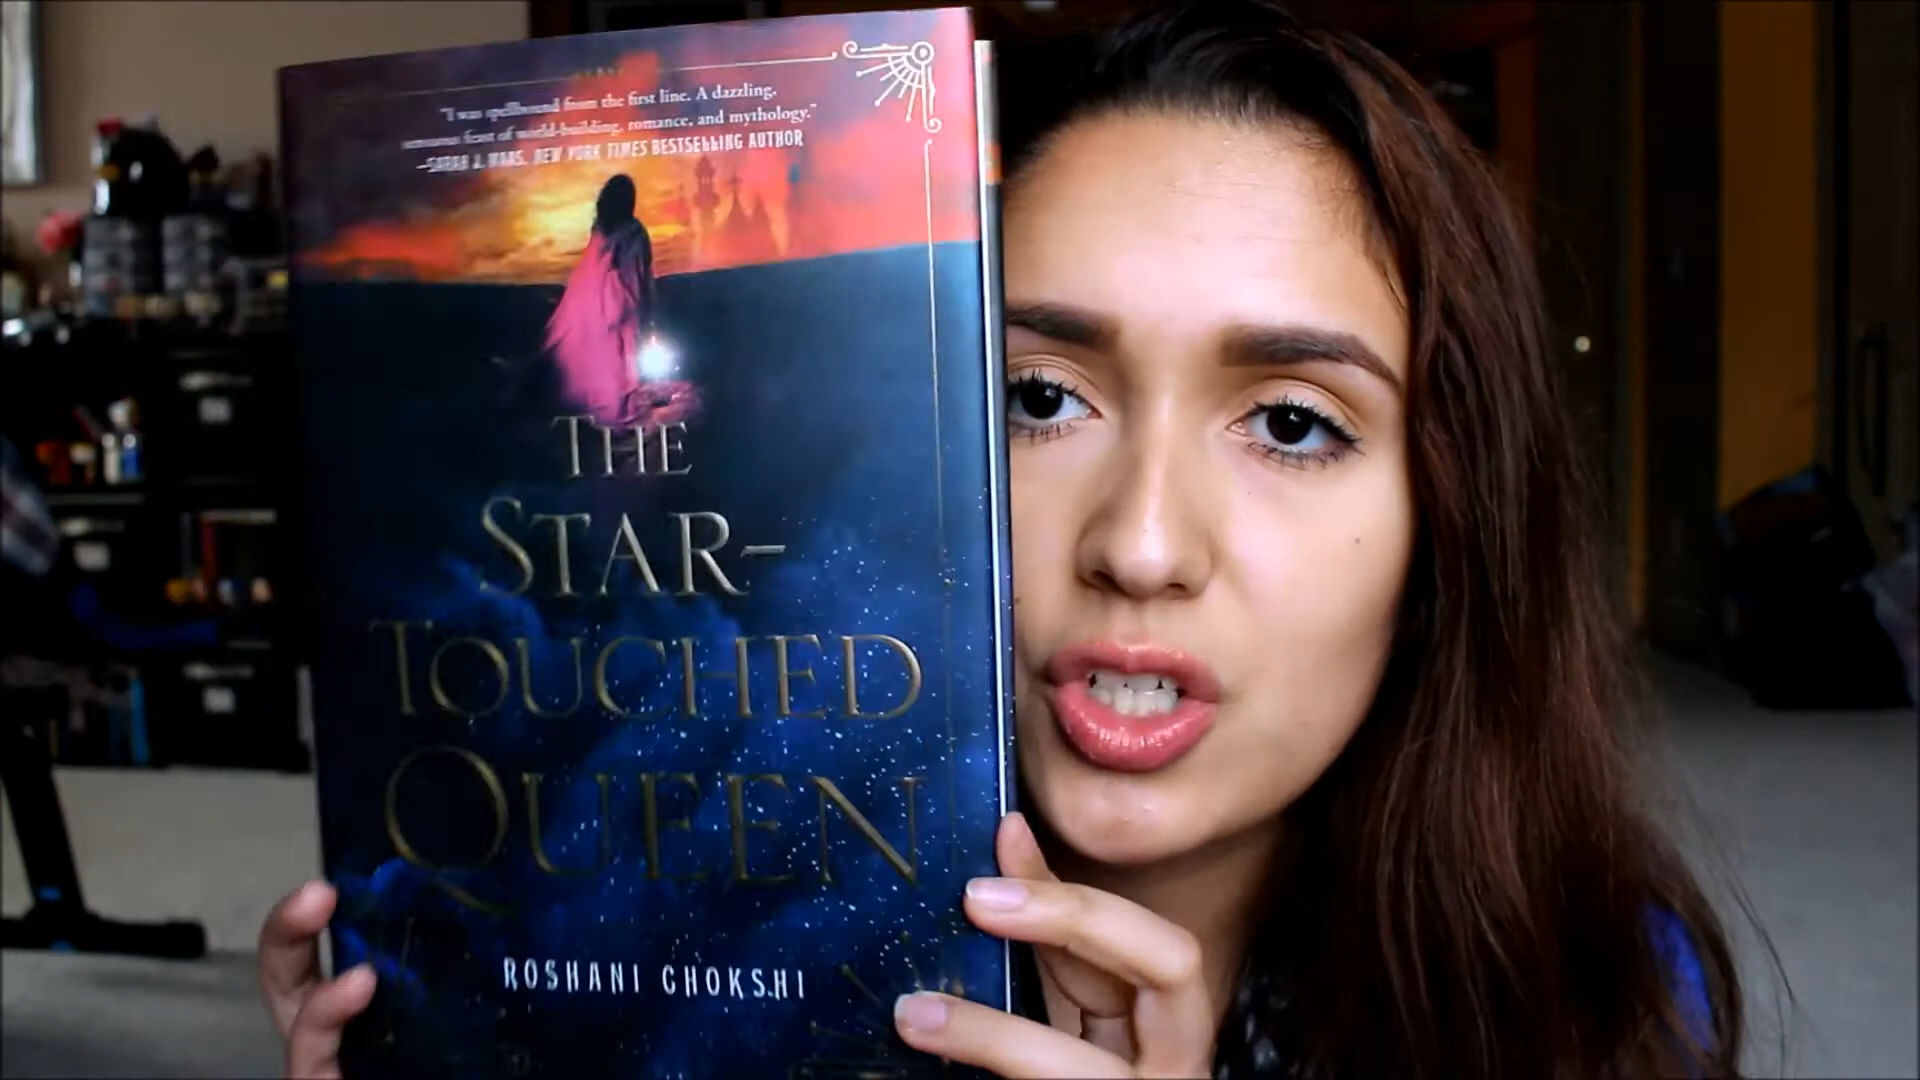 "I was spellbound from the first line. A dazzling,
sensuous feast of world-building, romance, and mythology."
—SARAH J. MAAS, NEW YORK TIMES BESTSELLING AUTHOR
THE
STAR-
TOUCHED
QUEEN
ROSHANI CHOKSHI